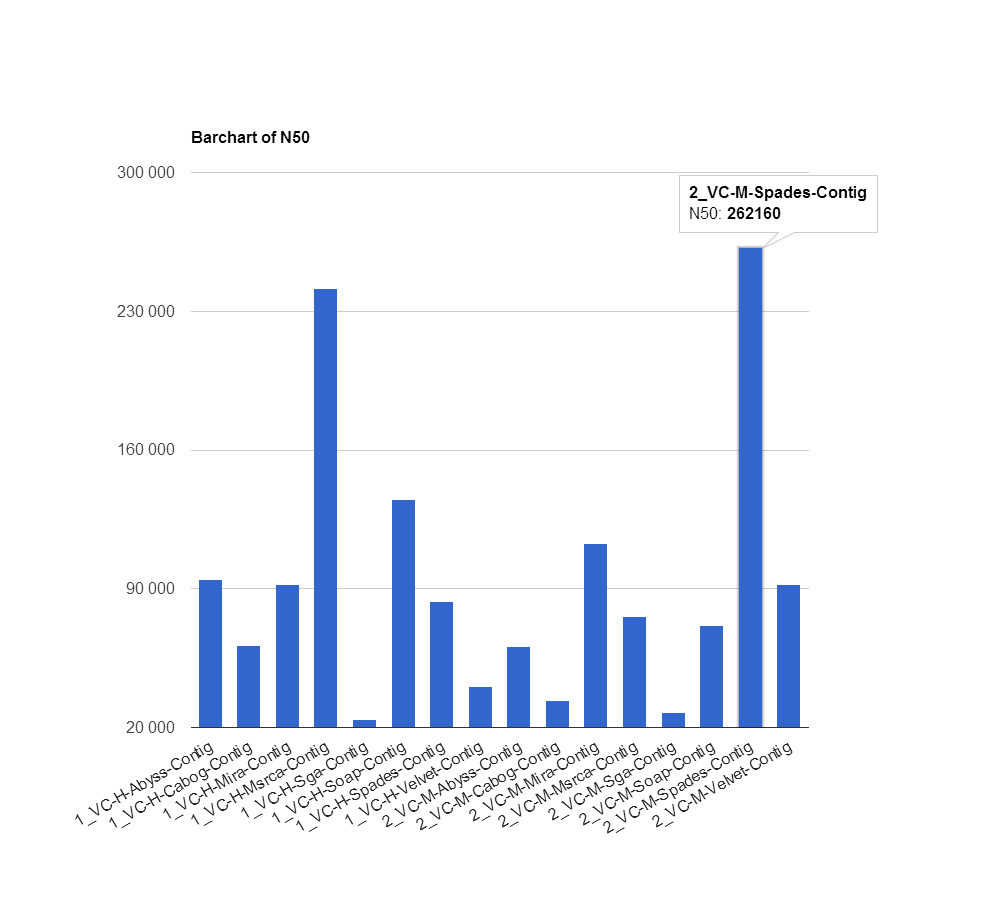 Barchart of N50
300 000
2_VC-M-Spades-Contig
N50: 262160
230 000
160 000
90 000
20 000
1_VC-H-Abyss-Contig
1_VC-H-Cabog-Contig
1_VC-H-Mira-Contig
1_VC-H-Msrca-Contig
1_VC-H-Sga-Contig
1_VC-H-Soap-Contig
1_VC-H-Spades-Contig
1_VC-H-Velvet-Contig
2_VC-M-Abyss-Contig
2_VC-M-Cabog-Contig
2_VC-M-Mira-Contig
2_VC-M-Msrca-Contig
2_VC-M-Sga-Contig
2_VC-M-Soap-Contig
2_VC-M-Spades-Contig
2_VC-M-Velvet-Contig